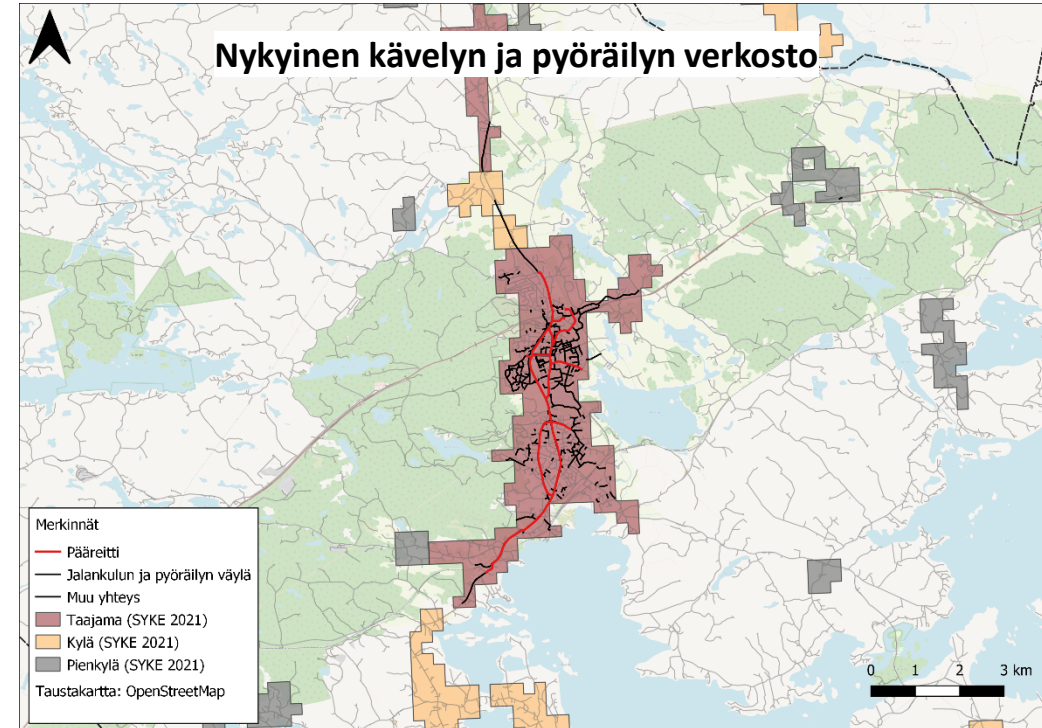 Nykyinen kävelyn ja pyöräilyn verkosto
Merkinnät
Pääreitti
Jalankulun ja pyöräilyn väylä
Muu yhteys
Taajama (SYKE 2021)
Kylä (SYKE 2021)
Pienkylä (SYKE 2021)
Taustakartta: OpenStreetMap
0 1 2 3 km